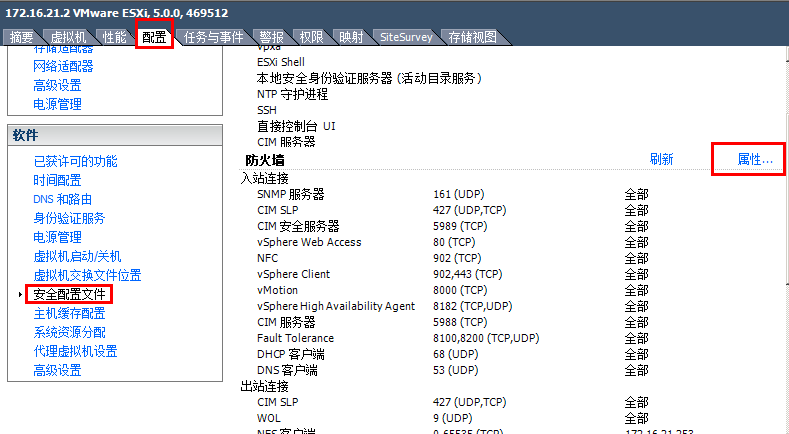 172.16.21.2 VMware ESXi, 5.0.0, 469512
摘要 虚拟机 性能 配置 任务与事件 警报 权限 映射 SiteSurvey 存储视图
存储适配器
网络适配器
高级设置
电源管理
软件
已获许可的功能
时间配置
DNS 和路由
身份验证服务
电源管理
虚拟机启动/关机
虚拟机交换文件位置
安全配置文件
主机缓存配置
系统资源分配
代理虚拟机设置
高级设置
vpxa
ESXi Shell
本地安全身份验证服务器 (活动目录服务)
NTP 守护进程
SSH
直接控制台 UI
CIM 服务器
防火墙 刷新 属性...
入站连接
SNMP 服务器 161 (UDP) 全部
CIM SLP 427 (UDP,TCP) 全部
CIM 安全服务器 5989 (TCP) 全部
vSphere Web Access 80 (TCP) 全部
NFC 902 (TCP) 全部
vSphere Client 902,443 (TCP) 全部
vMotion 8000 (TCP) 全部
vSphere High Availability Agent 8182 (TCP,UDP) 全部
CIM 服务器 5988 (TCP) 全部
Fault Tolerance 8100,8200 (TCP,UDP) 全部
DHCP 客户端 68 (UDP) 全部
DNS 客户端 53 (UDP) 全部
出站连接
CIM SLP 427 (UDP,TCP) 全部
WOL 9 (UDP) 全部
NFS 客户端 0-65535 (TCP) 172.16.21.253